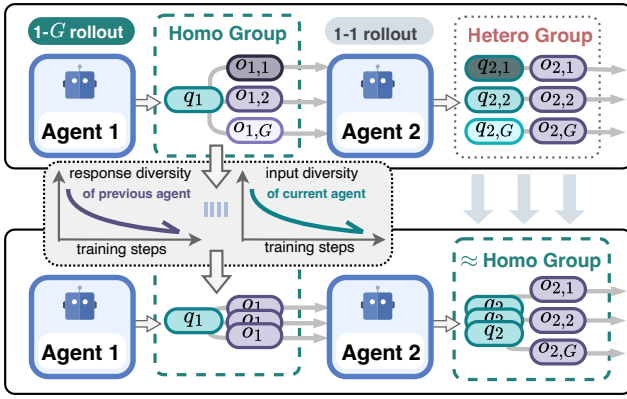 1-G rollout
Homo Group
1-1 rollout
Hetero Group
Agent 1
q1
o1,1
o1,2
o1,G
Agent 2
q2,1
o2,1
q2,2
o2,2
q2,G
o2,G
response diversity
of previous agent
training steps
input diversity
of current agent
training steps
≈ Homo Group
Agent 1
q1
o1
o1
o1
Agent 2
q2
q2
q2
o2,1
o2,2
o2,G